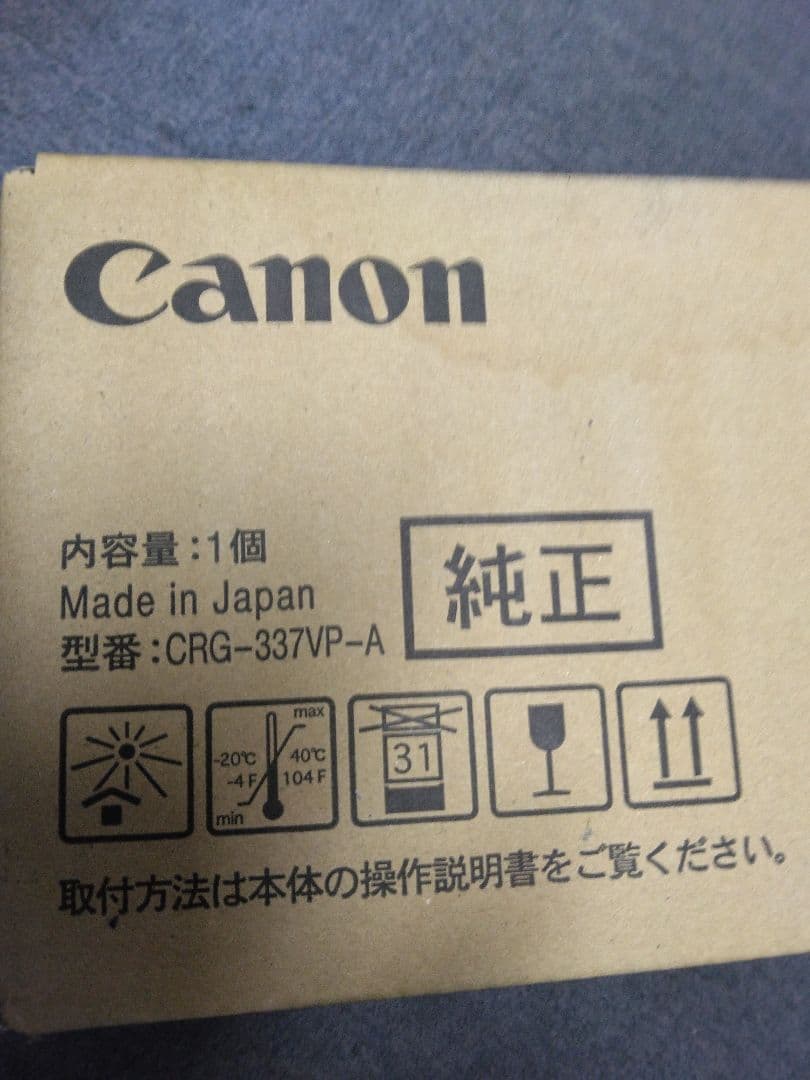 Canon
内容量:1個
Made in Japan
型番:CRG-337VP-A
純正
max
-20℃ 40℃
-4F 104F
min
31
取付方法は本体の操作説明書をご覧ください。